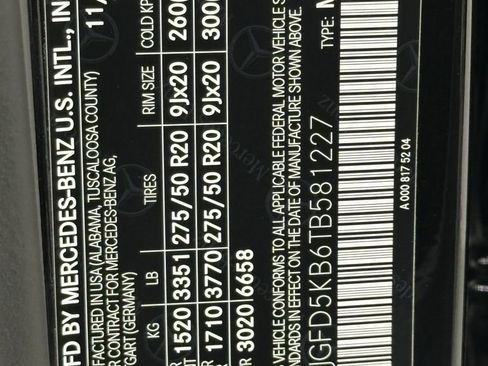 FD BY MERCEDES-BENZ U.S. INTL., IN
11/
UFACTURED IN USA (ALABAMA, TUSCALOOSA COUNTY)
R CONTRACT FOR MERCEDES-BENZ AG,
TGART (GERMANY)
KG LB TIRES RIM SIZE COLD KP
1520 3351 275/50 R20 9Jx20 260
R 1710 3770 275/50 R20 9Jx20 300
R 3020 6658
S VEHICLE CONFORMS TO ALL APPLICABLE FEDERAL MOTOR VEHICLE S
NDARDS IN EFFECT ON THE DATE OF MANUFACTURE SHOWN ABOVE.
JGFD5KB6TB581227
TYPE:
A 000 817 52 04